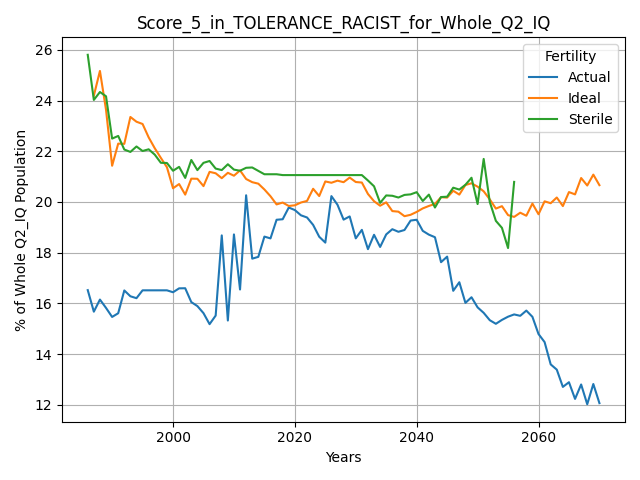 Score_5_in_TOLERANCE_RACIST_for_Whole_Q2_IQ
Fertility
Actual
Ideal
Sterile
% of Whole Q2_IQ Population
26
24
22
20
18
16
14
12
2000 2020 2040 2060
Years